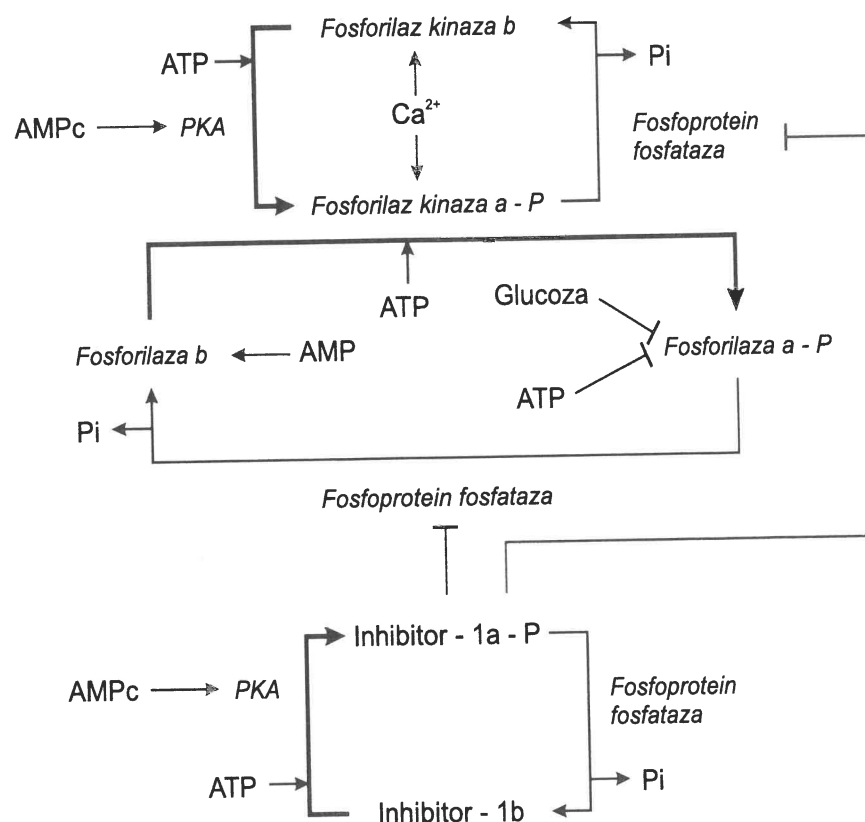 Fosforilaz kinaza b
ATP
Pi
Ca2+
AMPc
PKA
Fosfoprotein
fosfataza
Fosforilaz kinaza a - P
ATP
Glucoza
Fosforilaza b
AMP
Fosforilaza a - P
ATP
Pi
Fosfoprotein fosfataza
Inhibitor - 1a - P
AMPc
PKA
Fosfoprotein
fosfataza
ATP
Pi
Inhibitor - 1b